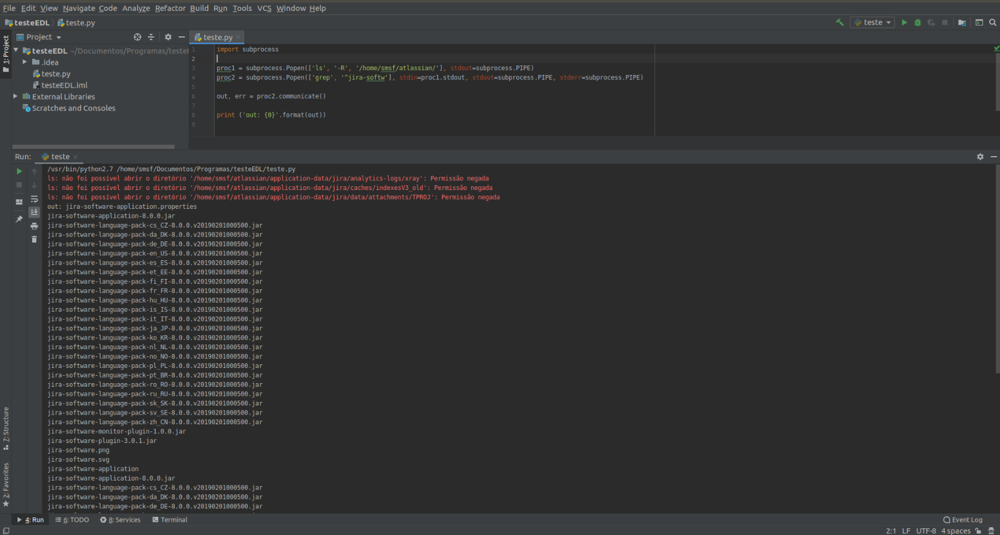 File Edit View Navigate Code Analyze Refactor Build Run Tools VCS Window Help
testeEDL teste.py
teste
1: Project
Project
teste.py
testeEDL ~/Documentos/Programas/teste
.idea
teste.py
testeEDL.iml
External Libraries
Scratches and Consoles
1 import subprocess
2
3 proc1 = subprocess.Popen(['ls', '-R', '/home/smsf/atlassian/'], stdout=subprocess.PIPE)
4 proc2 = subprocess.Popen(['grep', '^jira-softw'], stdin=proc1.stdout, stdout=subprocess.PIPE, stderr=subprocess.PIPE)
5
6 out, err = proc2.communicate()
7
8 print ('out: {0}'.format(out))
9
Run: teste
/usr/bin/python2.7 /home/smsf/Documentos/Programas/testeEDL/teste.py
ls: não foi possível abrir o diretório '/home/smsf/atlassian/application-data/jira/analytics-logs/xray': Permissão negada
ls: não foi possível abrir o diretório '/home/smsf/atlassian/application-data/jira/caches/indexesV3_old': Permissão negada
ls: não foi possível abrir o diretório '/home/smsf/atlassian/application-data/jira/data/attachments/TPROJ': Permissão negada
out: jira-software-application.properties
jira-software-application-8.0.0.jar
jira-software-language-pack-cs_CZ-8.0.0.v20190201000500.jar
jira-software-language-pack-da_DK-8.0.0.v20190201000500.jar
jira-software-language-pack-de_DE-8.0.0.v20190201000500.jar
jira-software-language-pack-en_US-8.0.0.v20190201000500.jar
jira-software-language-pack-es_ES-8.0.0.v20190201000500.jar
jira-software-language-pack-et_EE-8.0.0.v20190201000500.jar
jira-software-language-pack-fi_FI-8.0.0.v20190201000500.jar
jira-software-language-pack-fr_FR-8.0.0.v20190201000500.jar
jira-software-language-pack-hu_HU-8.0.0.v20190201000500.jar
jira-software-language-pack-is_IS-8.0.0.v20190201000500.jar
jira-software-language-pack-it_IT-8.0.0.v20190201000500.jar
jira-software-language-pack-ja_JP-8.0.0.v20190201000500.jar
jira-software-language-pack-ko_KR-8.0.0.v20190201000500.jar
jira-software-language-pack-nl_NL-8.0.0.v20190201000500.jar
jira-software-language-pack-no_NO-8.0.0.v20190201000500.jar
jira-software-language-pack-pl_PL-8.0.0.v20190201000500.jar
jira-software-language-pack-pt_BR-8.0.0.v20190201000500.jar
jira-software-language-pack-ro_RO-8.0.0.v20190201000500.jar
jira-software-language-pack-ru_RU-8.0.0.v20190201000500.jar
jira-software-language-pack-sk_SK-8.0.0.v20190201000500.jar
jira-software-language-pack-sv_SE-8.0.0.v20190201000500.jar
jira-software-language-pack-zh_CN-8.0.0.v20190201000500.jar
jira-software-monitor-plugin-1.0.0.jar
jira-software-plugin-3.0.1.jar
jira-software.png
jira-software.svg
jira-software-application
jira-software-application-8.0.0.jar
jira-software-language-pack-cs_CZ-8.0.0.v20190201000500.jar
jira-software-language-pack-da_DK-8.0.0.v20190201000500.jar
jira-software-language-pack-de_DE-8.0.0.v20190201000500.jar
7: Structure
2: Favorites
4: Run 6: TODO 8: Services Terminal
Event Log
2:1 LF UTF-8 4 spaces